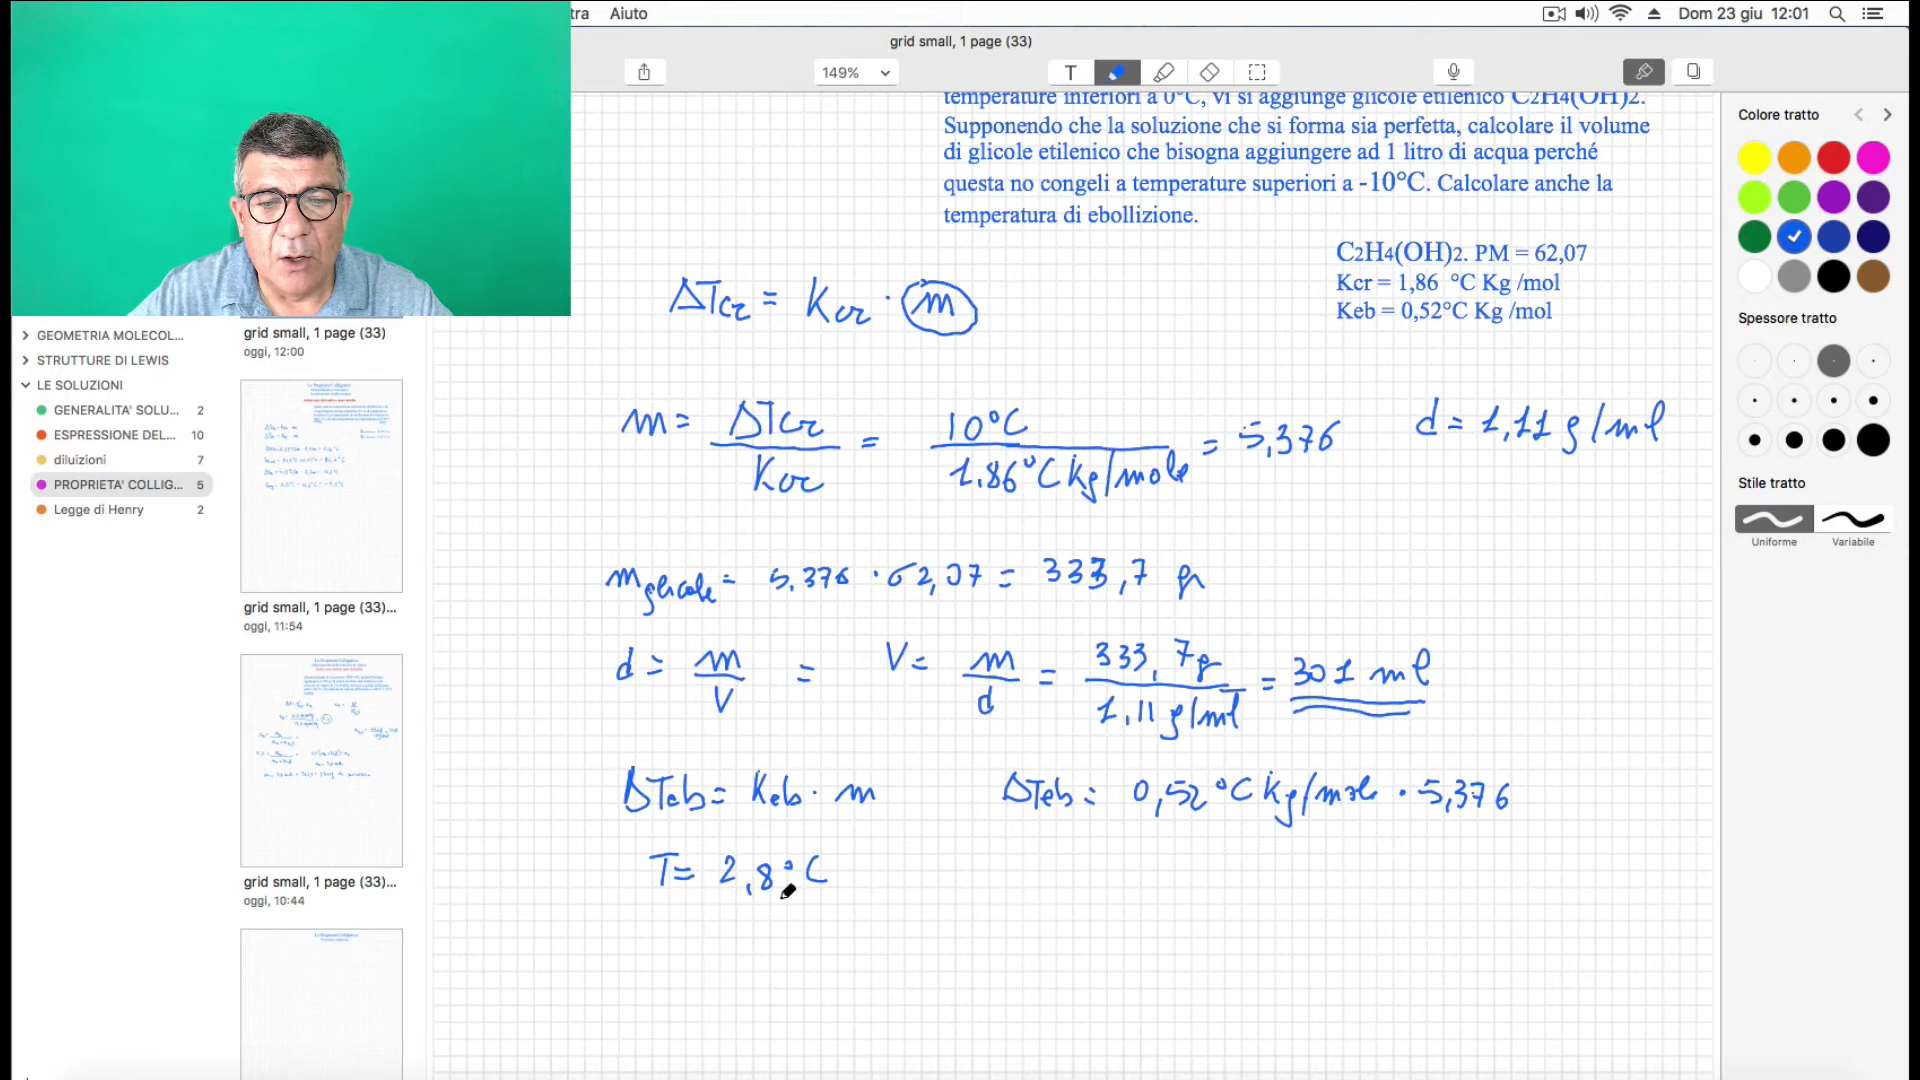 tra Aiuto
Dom 23 giu 12:01
grid small, 1 page (33)
149%
T
temperature inferiori a 0°C, vi si aggiunge glicole etilenico C2H4(OH)2.
Supponendo che la soluzione che si forma sia perfetta, calcolare il volume
di glicole etilenico che bisogna aggiungere ad 1 litro di acqua perché
questa no congeli a temperature superiori a -10°C. Calcolare anche la
temperatura di ebollizione.
C2H4(OH)2. PM = 62,07
Kcr = 1,86 °C Kg /mol
Keb = 0,52°C Kg /mol
ΔTcr = Kcr · m
m = ΔTcr / Kcr = 10°C / 1.86°C kg/mole = 5,376
d = 1,11 g/ml
m glicole = 5,376 · 62,07 = 333,7 gr
d = m / V = V = m / d = 333,7g / 1,11 g/ml = 301 ml
ΔTeb = Keb · m ΔTeb = 0,52°C kg/mole · 5,376
T = 2,8°C
GEOMETRIA MOLECOL...
STRUTTURE DI LEWIS
LE SOLUZIONI
GENERALITA' SOLU... 2
ESPRESSIONE DEL... 10
diluizioni 7
PROPRIETA' COLLIG... 5
Legge di Henry 2
grid small, 1 page (33)
oggi, 12:00
grid small, 1 page (33)...
oggi, 11:54
grid small, 1 page (33)...
oggi, 10:44
Colore tratto
Spessore tratto
Stile tratto
Uniforme Variabile